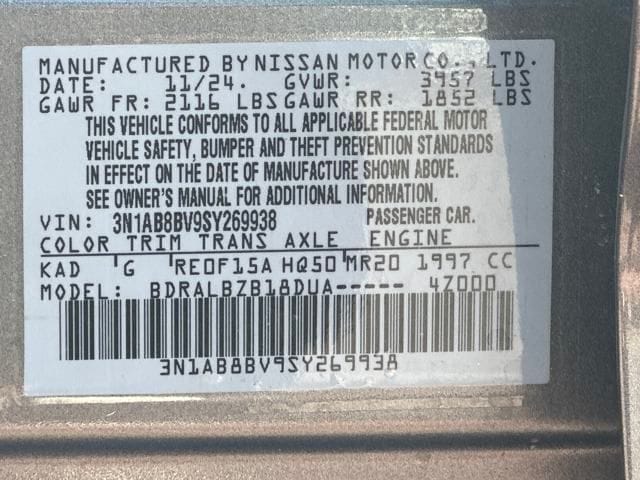 MANUFACTURED BY NISSAN MOTOR CO., LTD.
DATE: 11/24. GVWR: 3957 LBS
GAWR FR: 2116 LBS GAWR RR: 1852 LBS
THIS VEHICLE CONFORMS TO ALL APPLICABLE FEDERAL MOTOR
VEHICLE SAFETY, BUMPER AND THEFT PREVENTION STANDARDS
IN EFFECT ON THE DATE OF MANUFACTURE SHOWN ABOVE.
SEE OWNER'S MANUAL FOR ADDITIONAL INFORMATION.
VIN: 3N1AB8BV9SY269938 PASSENGER CAR.
COLOR TRIM TRANS AXLE ENGINE
KAD G RE0F15A HQ50 MR20 1997 CC
MODEL: BDRALBZB18DUA----- 4Z000
3N1AB8BV9SY269938